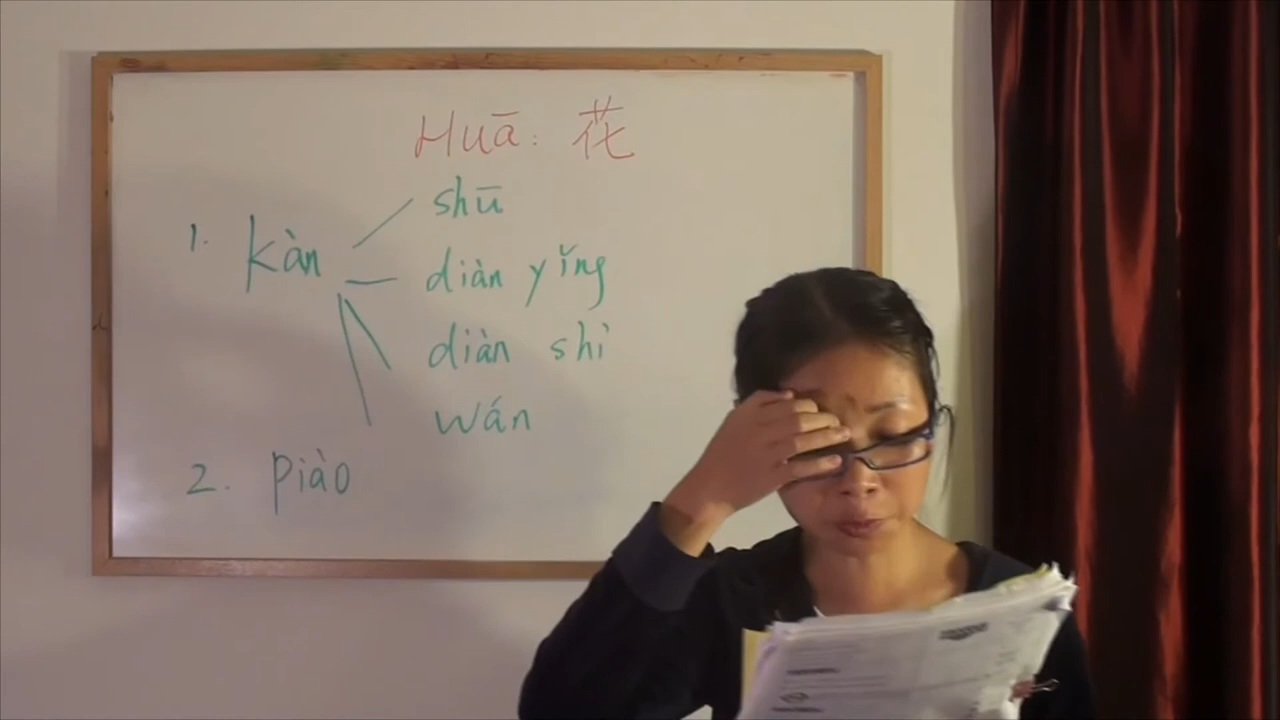 Huā: 花
shū
1. kàn
diàn yǐng
diàn shì
wán
2. piào